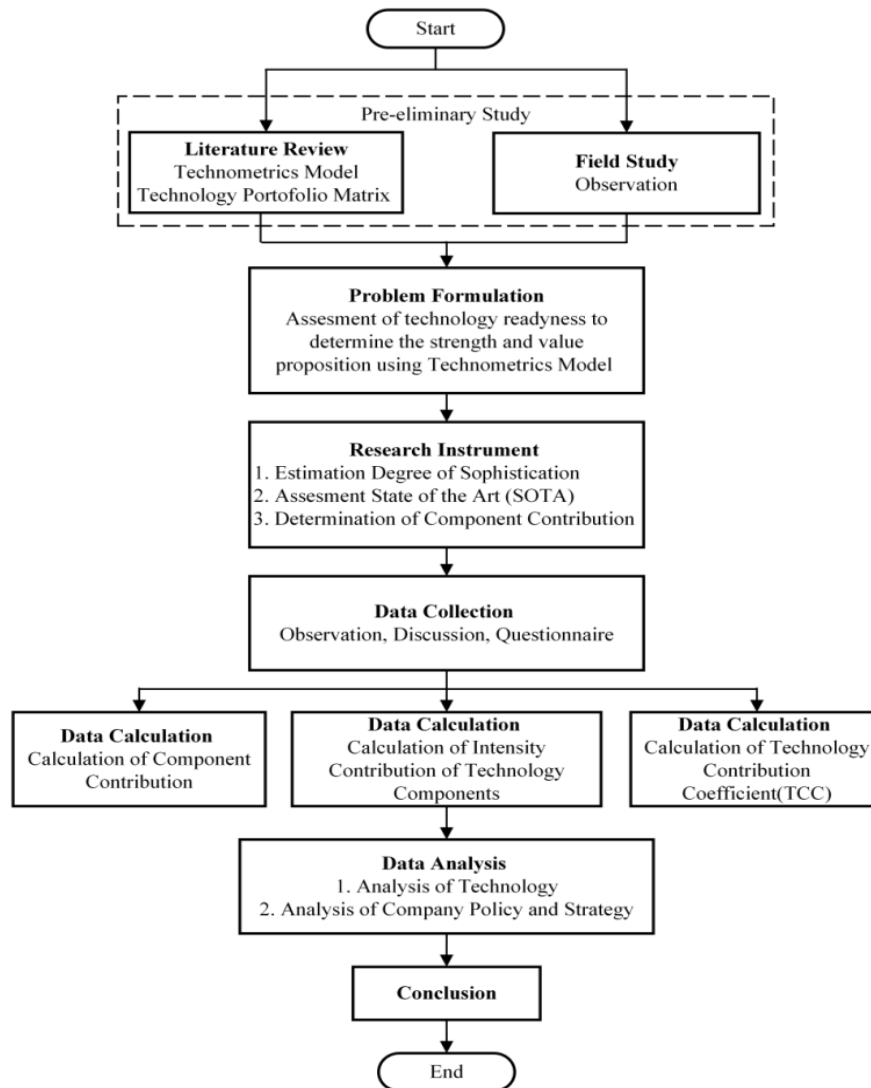 Start
Pre-eliminary Study
Literature Review
Technometrics Model
Technology Portofolio Matrix
Field Study
Observation
Problem Formulation
Assesment of technology readyness to
determine the strength and value
proposition using Technometrics Model
Research Instrument
1. Estimation Degree of Sophistication
2. Assesment State of the Art (SOTA)
3. Determination of Component Contribution
Data Collection
Observation, Discussion, Questionnaire
Data Calculation
Calculation of Component
Contribution
Data Calculation
Calculation of Intensity
Contribution of Technology
Components
Data Calculation
Calculation of Technology
Contribution
Coefficient(TCC)
Data Analysis
1. Analysis of Technology
2. Analysis of Company Policy and Strategy
Conclusion
End